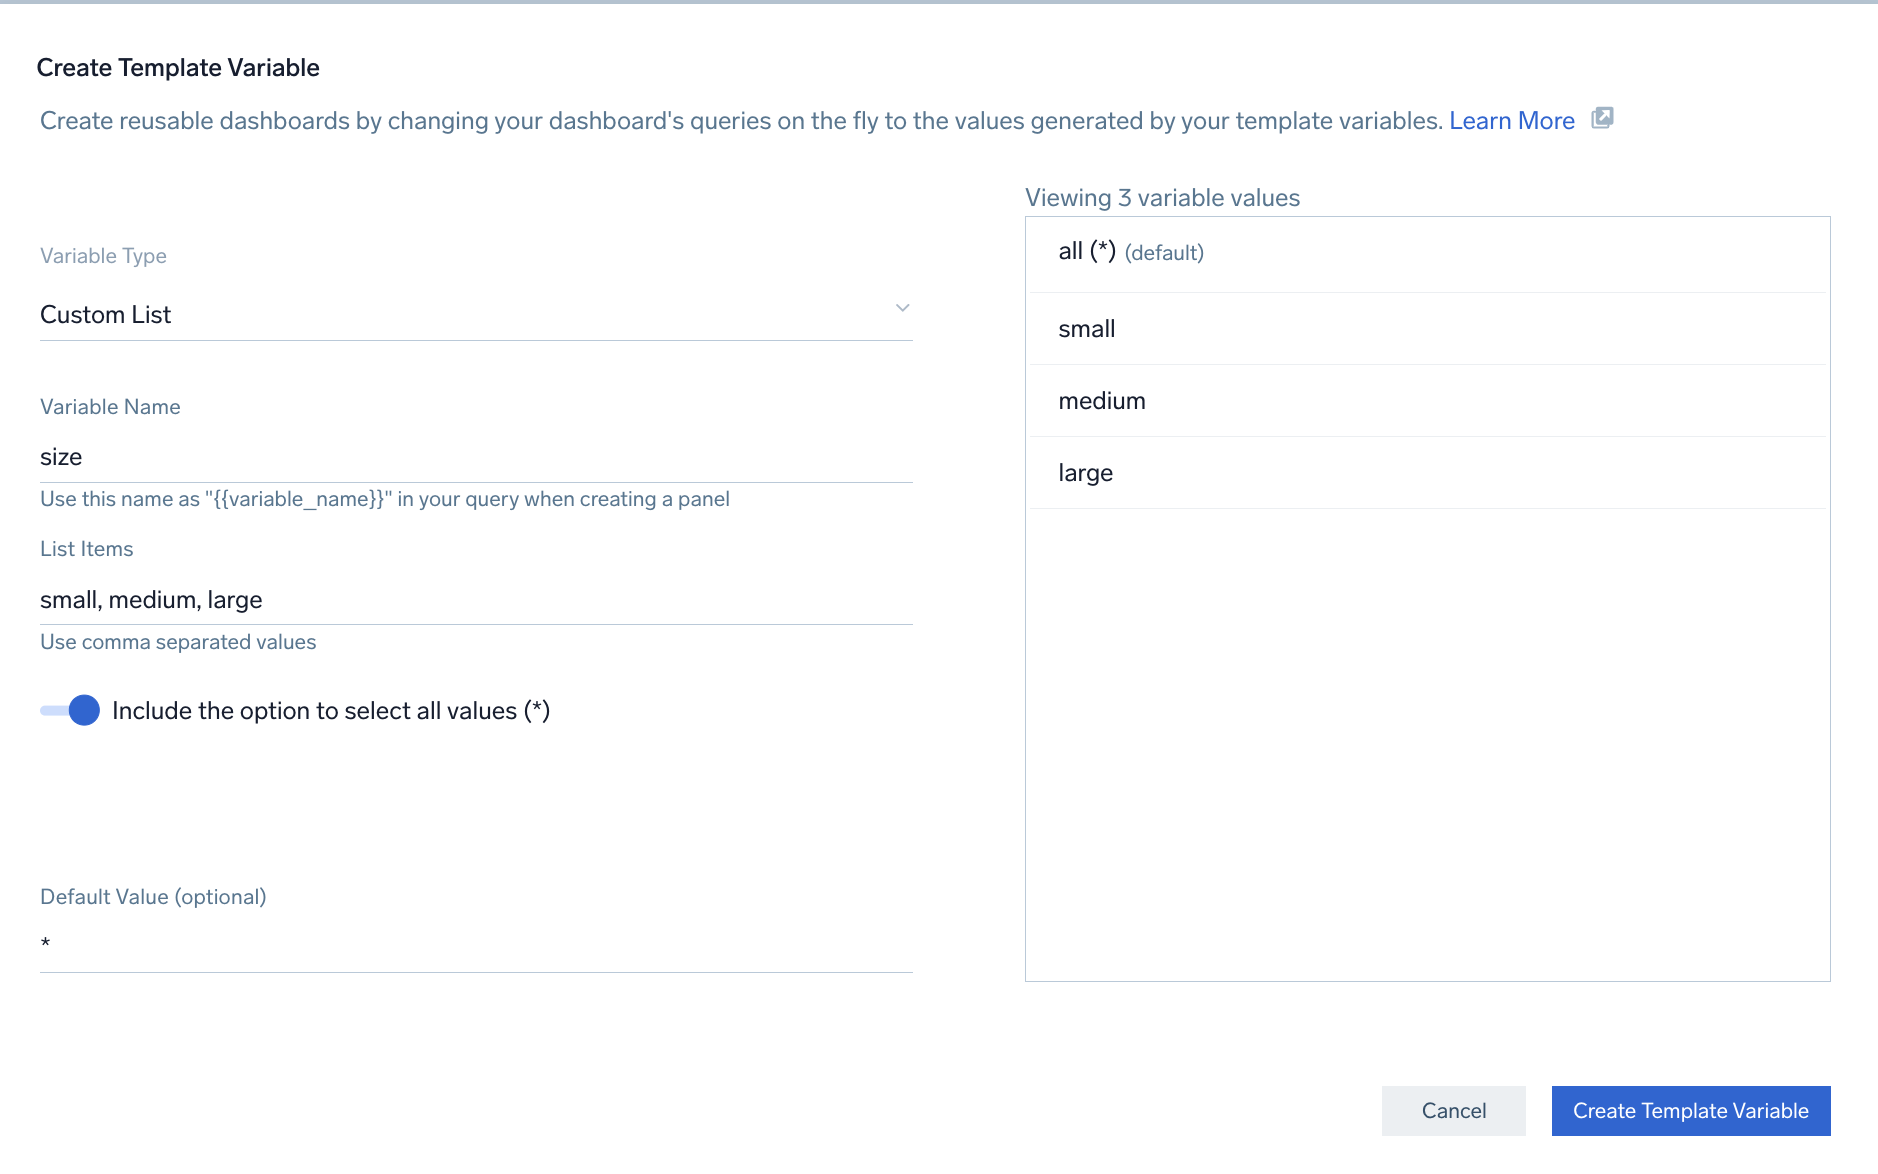 Create Template Variable
Create reusable dashboards by changing your dashboard's queries on the fly to the values generated by your template variables. Learn More
Variable Type
Custom List
Variable Name
size
Use this name as "{{variable_name}}" in your query when creating a panel
List Items
small, medium, large
Use comma separated values
Include the option to select all values (*)
Default Value (optional)
*
Viewing 3 variable values
all (*) (default)
small
medium
large
Cancel
Create Template Variable